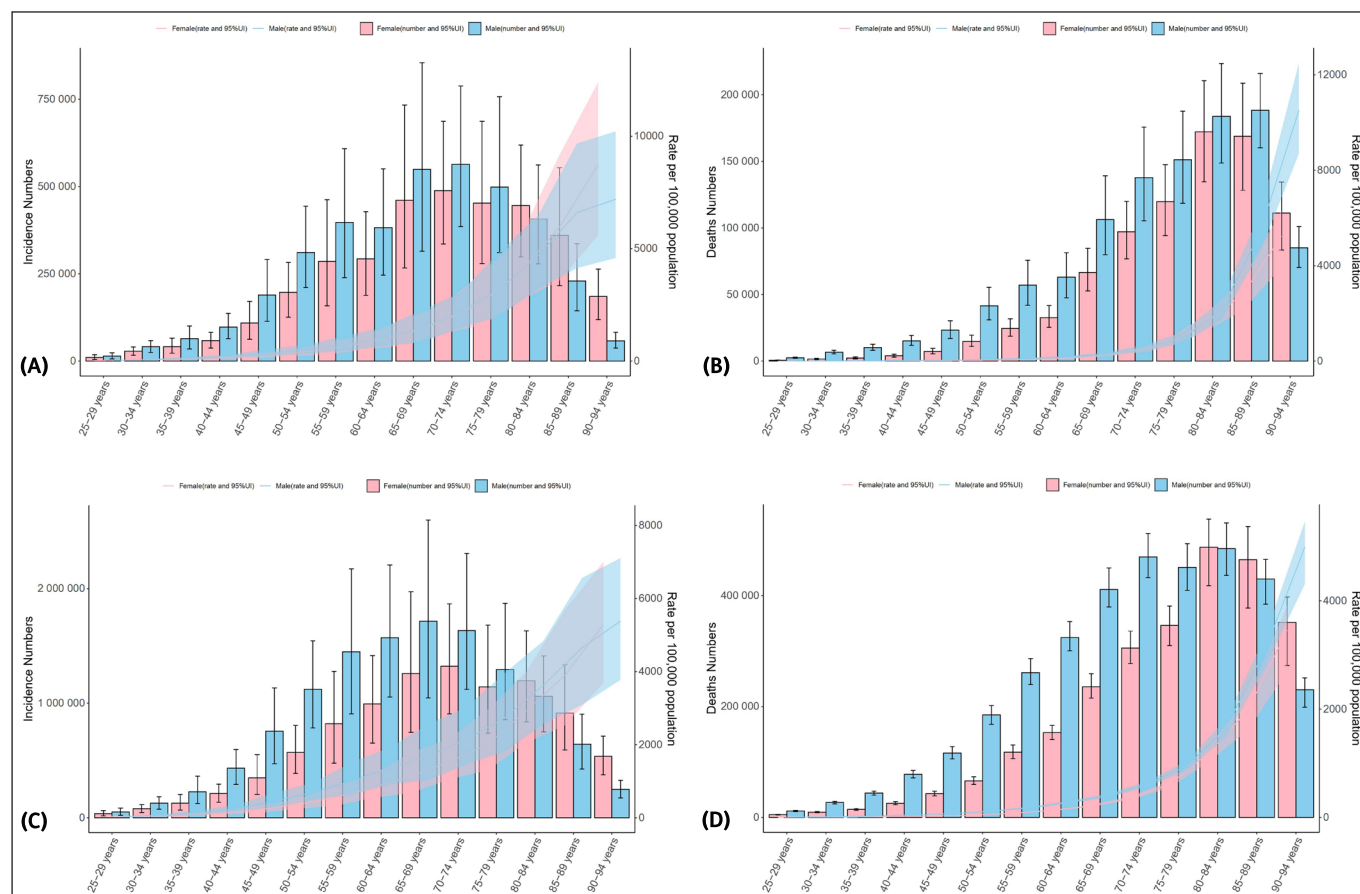 Female(rate and 95%UI) Male(rate and 95%UI) Female(number and 95%UI) Male(number and 95%UI)
750 000
500 000
250 000
0
Incidence Numbers
10000
5000
0
Rate per 100,000 population
25−29 years
30−34 years
35−39 years
40−44 years
45−49 years
50−54 years
55−59 years
60−64 years
65−69 years
70−74 years
75−79 years
80−84 years
85−89 years
90−94 years
(A)
Female(rate and 95%UI) Male(rate and 95%UI) Female(number and 95%UI) Male(number and 95%UI)
200 000
150 000
100 000
50 000
0
Deaths Numbers
12000
8000
4000
0
Rate per 100,000 population
25−29 years
30−34 years
35−39 years
40−44 years
45−49 years
50−54 years
55−59 years
60−64 years
65−69 years
70−74 years
75−79 years
80−84 years
85−89 years
90−94 years
(B)
Female(rate and 95%UI) Male(rate and 95%UI) Female(number and 95%UI) Male(number and 95%UI)
2 000 000
1 000 000
0
Incidence Numbers
8000
6000
4000
2000
0
Rate per 100,000 population
25−29 years
30−34 years
35−39 years
40−44 years
45−49 years
50−54 years
55−59 years
60−64 years
65−69 years
70−74 years
75−79 years
80−84 years
85−89 years
90−94 years
(C)
Female(rate and 95%UI) Male(rate and 95%UI) Female(number and 95%UI) Male(number and 95%UI)
400 000
200 000
0
Deaths Numbers
4000
2000
0
Rate per 100,000 population
25−29 years
30−34 years
35−39 years
40−44 years
45−49 years
50−54 years
55−59 years
60−64 years
65−69 years
70−74 years
75−79 years
80−84 years
85−89 years
90−94 years
(D)